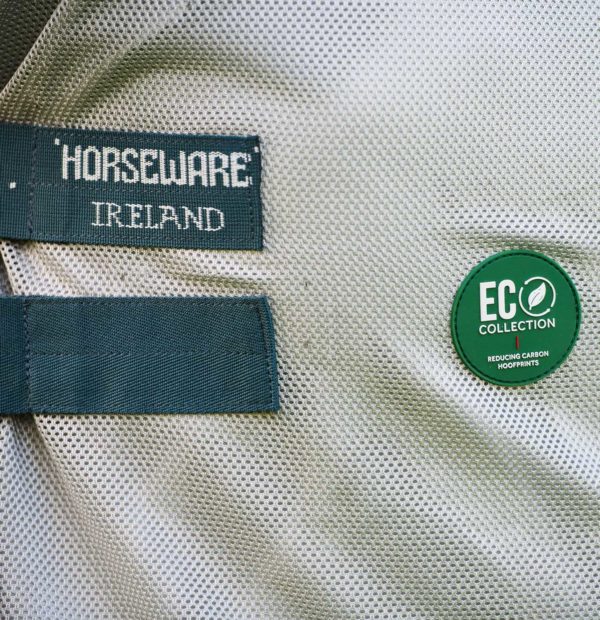 HORSEWARE
IRELAND
ECO
COLLECTION
REDUCING CARBON
HOOFPRINTS